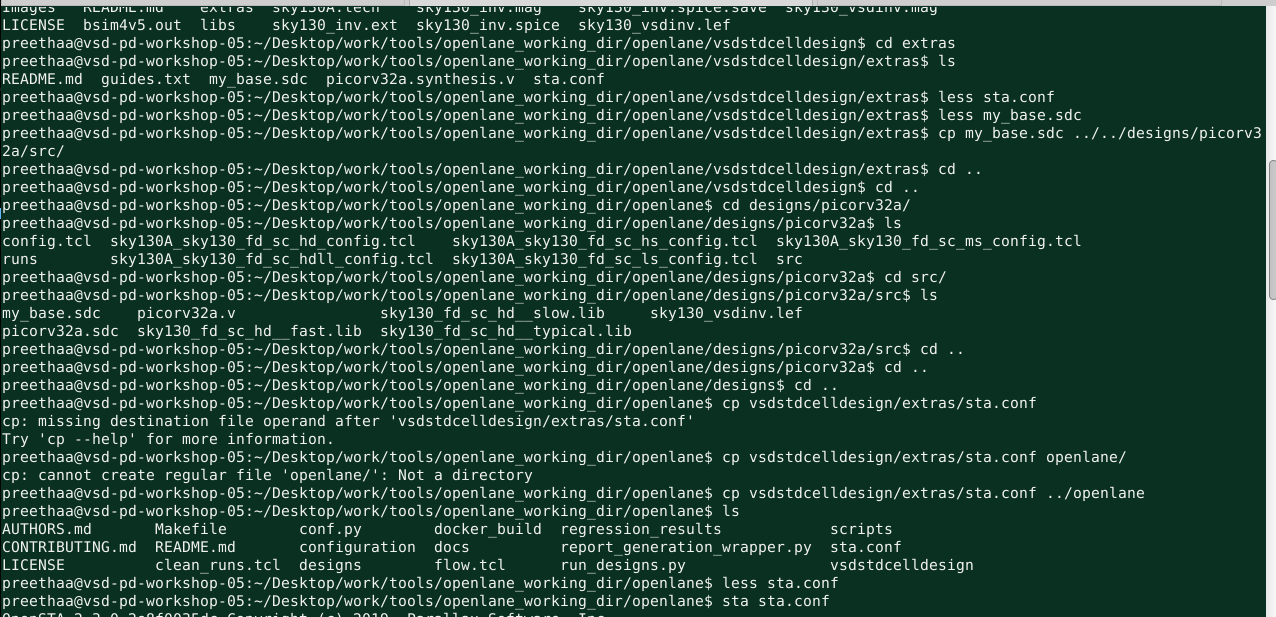 images  README.md    extras  sky130A.tech    sky130_inv.mag    sky130_inv.spice.save  sky130_vsdinv.mag
LICENSE  bsim4v5.out  libs    sky130_inv.ext  sky130_inv.spice  sky130_vsdinv.lef
preethaa@vsd-pd-workshop-05:~/Desktop/work/tools/openlane_working_dir/openlane/vsdstdcelldesign$ cd extras
preethaa@vsd-pd-workshop-05:~/Desktop/work/tools/openlane_working_dir/openlane/vsdstdcelldesign/extras$ ls
README.md  guides.txt  my_base.sdc  picorv32a.synthesis.v  sta.conf
preethaa@vsd-pd-workshop-05:~/Desktop/work/tools/openlane_working_dir/openlane/vsdstdcelldesign/extras$ less sta.conf
preethaa@vsd-pd-workshop-05:~/Desktop/work/tools/openlane_working_dir/openlane/vsdstdcelldesign/extras$ less my_base.sdc
preethaa@vsd-pd-workshop-05:~/Desktop/work/tools/openlane_working_dir/openlane/vsdstdcelldesign/extras$ cp my_base.sdc ../../designs/picorv3
2a/src/
preethaa@vsd-pd-workshop-05:~/Desktop/work/tools/openlane_working_dir/openlane/vsdstdcelldesign/extras$ cd ..
preethaa@vsd-pd-workshop-05:~/Desktop/work/tools/openlane_working_dir/openlane/vsdstdcelldesign$ cd ..
preethaa@vsd-pd-workshop-05:~/Desktop/work/tools/openlane_working_dir/openlane$ cd designs/picorv32a/
preethaa@vsd-pd-workshop-05:~/Desktop/work/tools/openlane_working_dir/openlane/designs/picorv32a$ ls
config.tcl  sky130A_sky130_fd_sc_hd_config.tcl    sky130A_sky130_fd_sc_hs_config.tcl  sky130A_sky130_fd_sc_ms_config.tcl
runs        sky130A_sky130_fd_sc_hdll_config.tcl  sky130A_sky130_fd_sc_ls_config.tcl  src
preethaa@vsd-pd-workshop-05:~/Desktop/work/tools/openlane_working_dir/openlane/designs/picorv32a$ cd src/
preethaa@vsd-pd-workshop-05:~/Desktop/work/tools/openlane_working_dir/openlane/designs/picorv32a/src$ ls
my_base.sdc    picorv32a.v                sky130_fd_sc_hd__slow.lib     sky130_vsdinv.lef
picorv32a.sdc  sky130_fd_sc_hd__fast.lib  sky130_fd_sc_hd__typical.lib
preethaa@vsd-pd-workshop-05:~/Desktop/work/tools/openlane_working_dir/openlane/designs/picorv32a/src$ cd ..
preethaa@vsd-pd-workshop-05:~/Desktop/work/tools/openlane_working_dir/openlane/designs/picorv32a$ cd ..
preethaa@vsd-pd-workshop-05:~/Desktop/work/tools/openlane_working_dir/openlane/designs$ cd ..
preethaa@vsd-pd-workshop-05:~/Desktop/work/tools/openlane_working_dir/openlane$ cp vsdstdcelldesign/extras/sta.conf
cp: missing destination file operand after 'vsdstdcelldesign/extras/sta.conf'
Try 'cp --help' for more information.
preethaa@vsd-pd-workshop-05:~/Desktop/work/tools/openlane_working_dir/openlane$ cp vsdstdcelldesign/extras/sta.conf openlane/
cp: cannot create regular file 'openlane/': Not a directory
preethaa@vsd-pd-workshop-05:~/Desktop/work/tools/openlane_working_dir/openlane$ cp vsdstdcelldesign/extras/sta.conf ../openlane
preethaa@vsd-pd-workshop-05:~/Desktop/work/tools/openlane_working_dir/openlane$ ls
AUTHORS.md       Makefile        conf.py        docker_build  regression_results            scripts
CONTRIBUTING.md  README.md       configuration  docs          report_generation_wrapper.py  sta.conf
LICENSE          clean_runs.tcl  designs        flow.tcl      run_designs.py                vsdstdcelldesign
preethaa@vsd-pd-workshop-05:~/Desktop/work/tools/openlane_working_dir/openlane$ less sta.conf
preethaa@vsd-pd-workshop-05:~/Desktop/work/tools/openlane_working_dir/openlane$ sta sta.conf